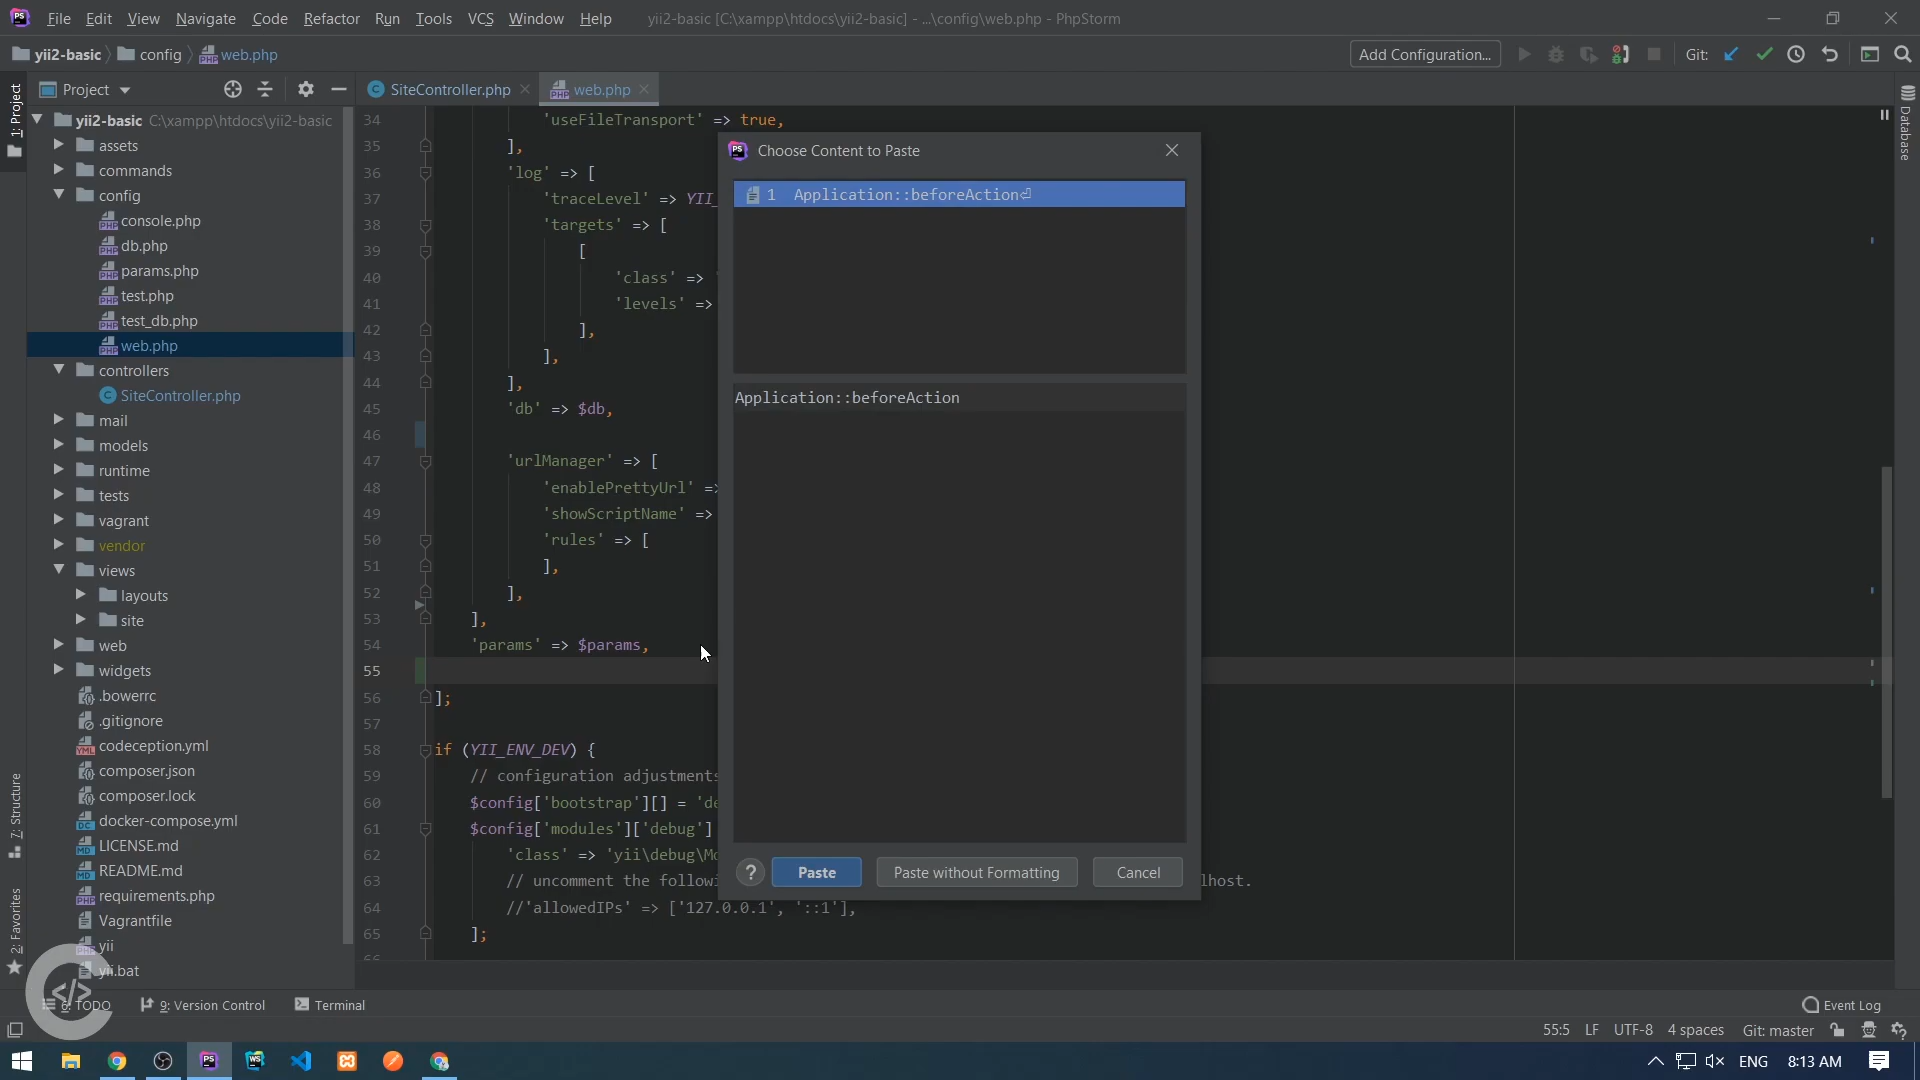 File Edit View Navigate Code Refactor Run Tools VCS Window Help yii2-basic [C:\xampp\htdocs\yii2-basic] - ...\config\web.php - PhpStorm
yii2-basic config web.php
Add Configuration... Git:
1: Project
Project
SiteController.php
web.php
Database
yii2-basic C:\xampp\htdocs\yii2-basic
assets
commands
config
console.php
db.php
params.php
test.php
test_db.php
web.php
controllers
SiteController.php
mail
models
runtime
tests
vagrant
vendor
views
layouts
site
web
widgets
.bowerrc
.gitignore
codeception.yml
composer.json
composer.lock
docker-compose.yml
LICENSE.md
README.md
requirements.php
Vagrantfile
yii
yii.bat
7: Structure
2: Favorites
34 'useFileTransport' => true,
35 ],
36 'log' => [
37 'traceLevel' => YII_
38 'targets' => [
39 [
40 'class' => '
41 'levels' =>
42 ],
43 ],
44 ],
45 'db' => $db,
46
47 'urlManager' => [
48 'enablePrettyUrl' =>
49 'showScriptName' =>
50 'rules' => [
51 ],
52 ],
53 ],
54 'params' => $params,
55
56 ];
57
58 if (YII_ENV_DEV) {
59 // configuration adjustments
60 $config['bootstrap'][] = 'de
61 $config['modules']['debug']
62 'class' => 'yii\debug\Mo
63 // uncomment the followi lhost.
64 //'allowedIPs' => ['127.0.0.1', '::1'],
65 ];
66
Choose Content to Paste
1 Application::beforeAction⏎
Application::beforeAction
? Paste Paste without Formatting Cancel
6: TODO 9: Version Control Terminal Event Log
55:5 LF UTF-8 4 spaces Git: master
ENG 8:13 AM